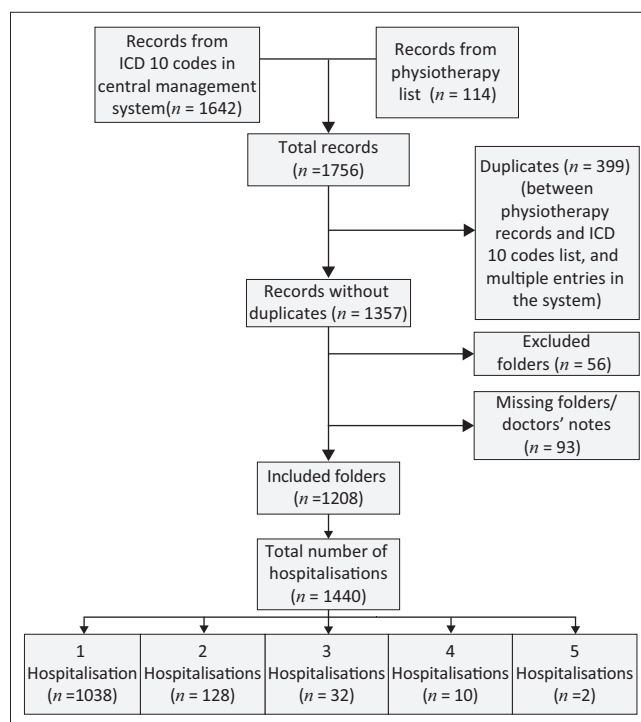 Records from
ICD 10 codes in
central management
system(n = 1642)
Records from
physiotherapy
list (n = 114)
Total records
(n =1756)
Duplicates (n = 399)
(between
physiotherapy
records and ICD
10 codes list, and
multiple entries in
the system)
Records without
duplicates (n = 1357)
Excluded
folders (n = 56)
Missing folders/
doctors’ notes
(n = 93)
Included folders
(n =1208)
Total number of
hospitalisations
(n = 1440)
1
Hospitalisation
(n =1038)
2
Hospitalisations
(n = 128)
3
Hospitalisations
(n = 32)
4
Hospitalisations
(n = 10)
5
Hospitalisations
(n =2)